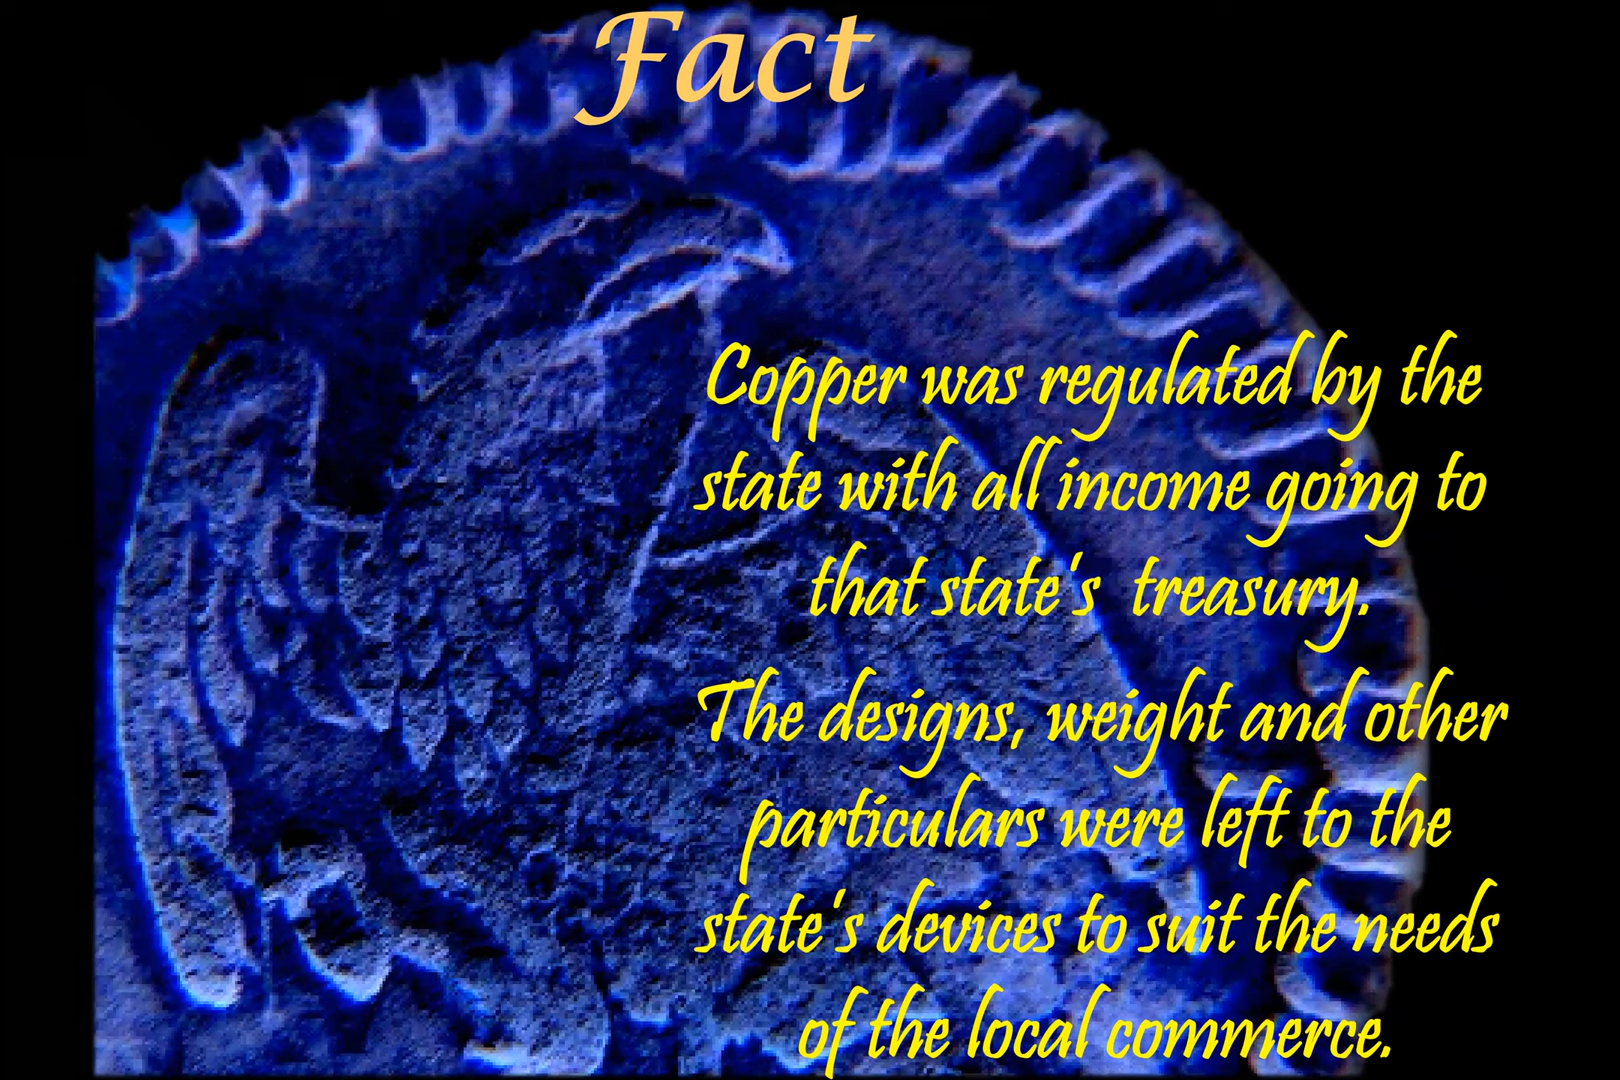 Fact
Copper was regulated by the
state with all income going to
that state's treasury.
The designs, weight and other
particulars were left to the
state's devices to suit the needs
of the local commerce.